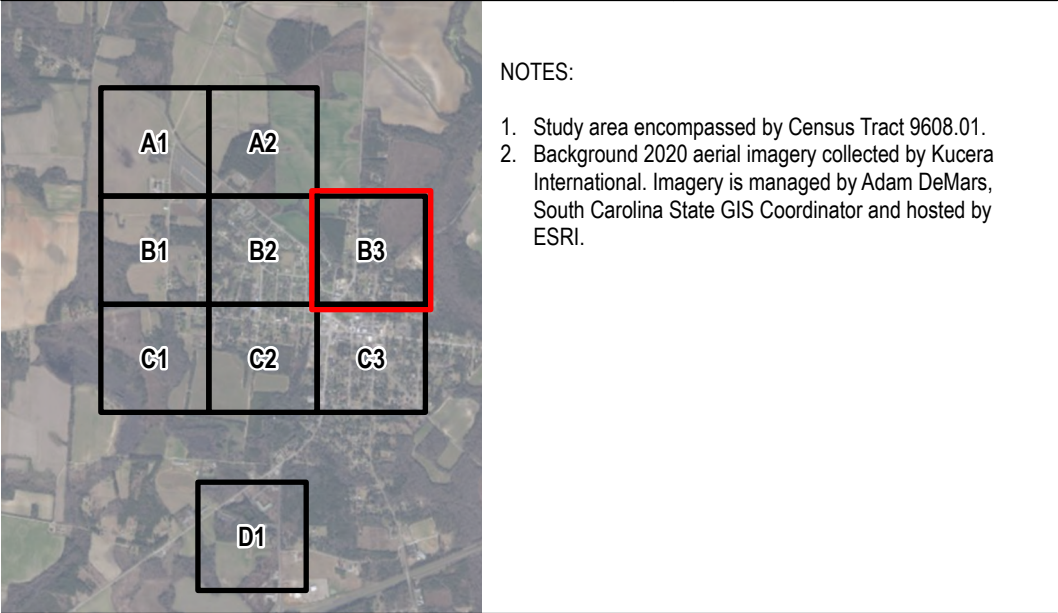 NOTES:
1. Study area encompassed by Census Tract 9608.01.
2. Background 2020 aerial imagery collected by Kucera
International. Imagery is managed by Adam DeMars,
South Carolina State GIS Coordinator and hosted by
ESRI.
A1 A2
B1 B2 B3
C1 C2 C3
D1